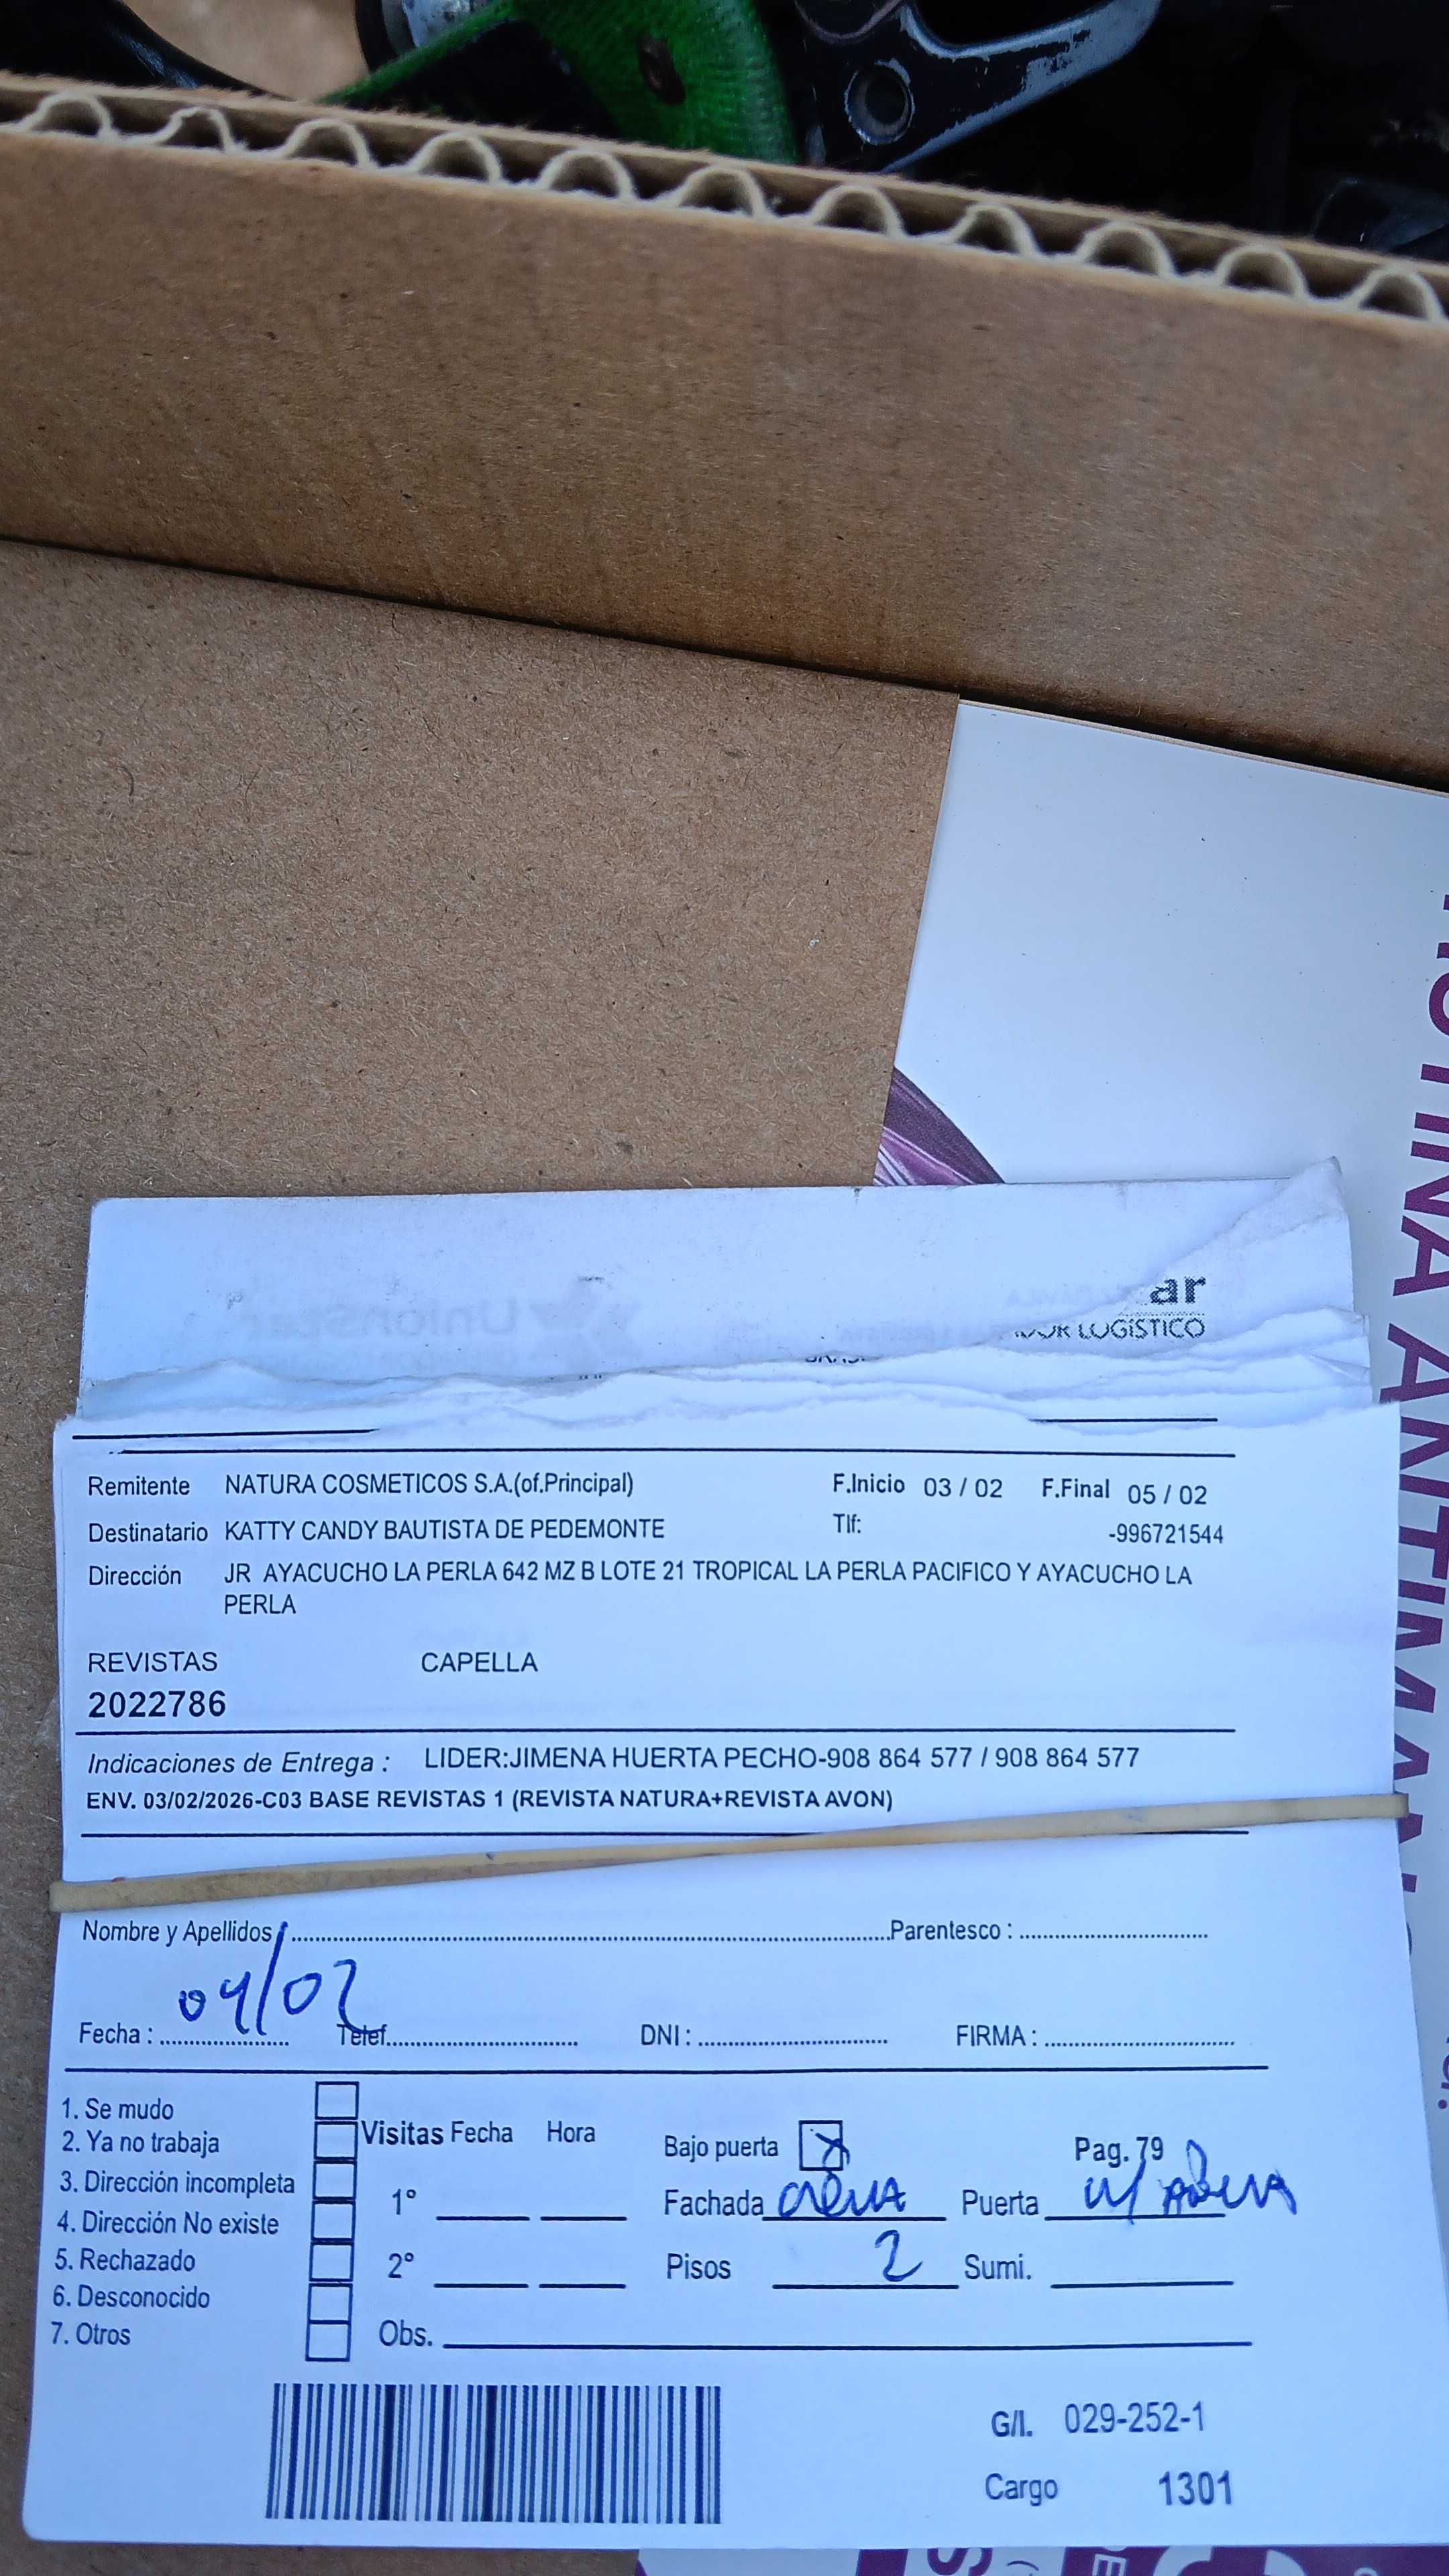 ar
LOGÍSTICO
Remitente NATURA COSMETICOS S.A.(of.Principal) F.Inicio 03 / 02 F.Final 05 / 02
Destinatario KATTY CANDY BAUTISTA DE PEDEMONTE Tlf: -996721544
Dirección JR AYACUCHO LA PERLA 642 MZ B LOTE 21 TROPICAL LA PERLA PACIFICO Y AYACUCHO LA
PERLA
REVISTAS CAPELLA
2022786
Indicaciones de Entrega : LIDER:JIMENA HUERTA PECHO-908 864 577 / 908 864 577
ENV. 03/02/2026-C03 BASE REVISTAS 1 (REVISTA NATURA+REVISTA AVON)
Nombre y Apellidos Parentesco :
04/02
Fecha : Telef. DNI : FIRMA :
1. Se mudo
2. Ya no trabaja
3. Dirección incompleta
4. Dirección No existe
5. Rechazado
6. Desconocido
7. Otros
Visitas Fecha Hora
1°
2°
Obs.
Bajo puerta X Pag. 79
Fachada Puerta
Pisos 2 Sumi.
G/I. 029-252-1
Cargo 1301